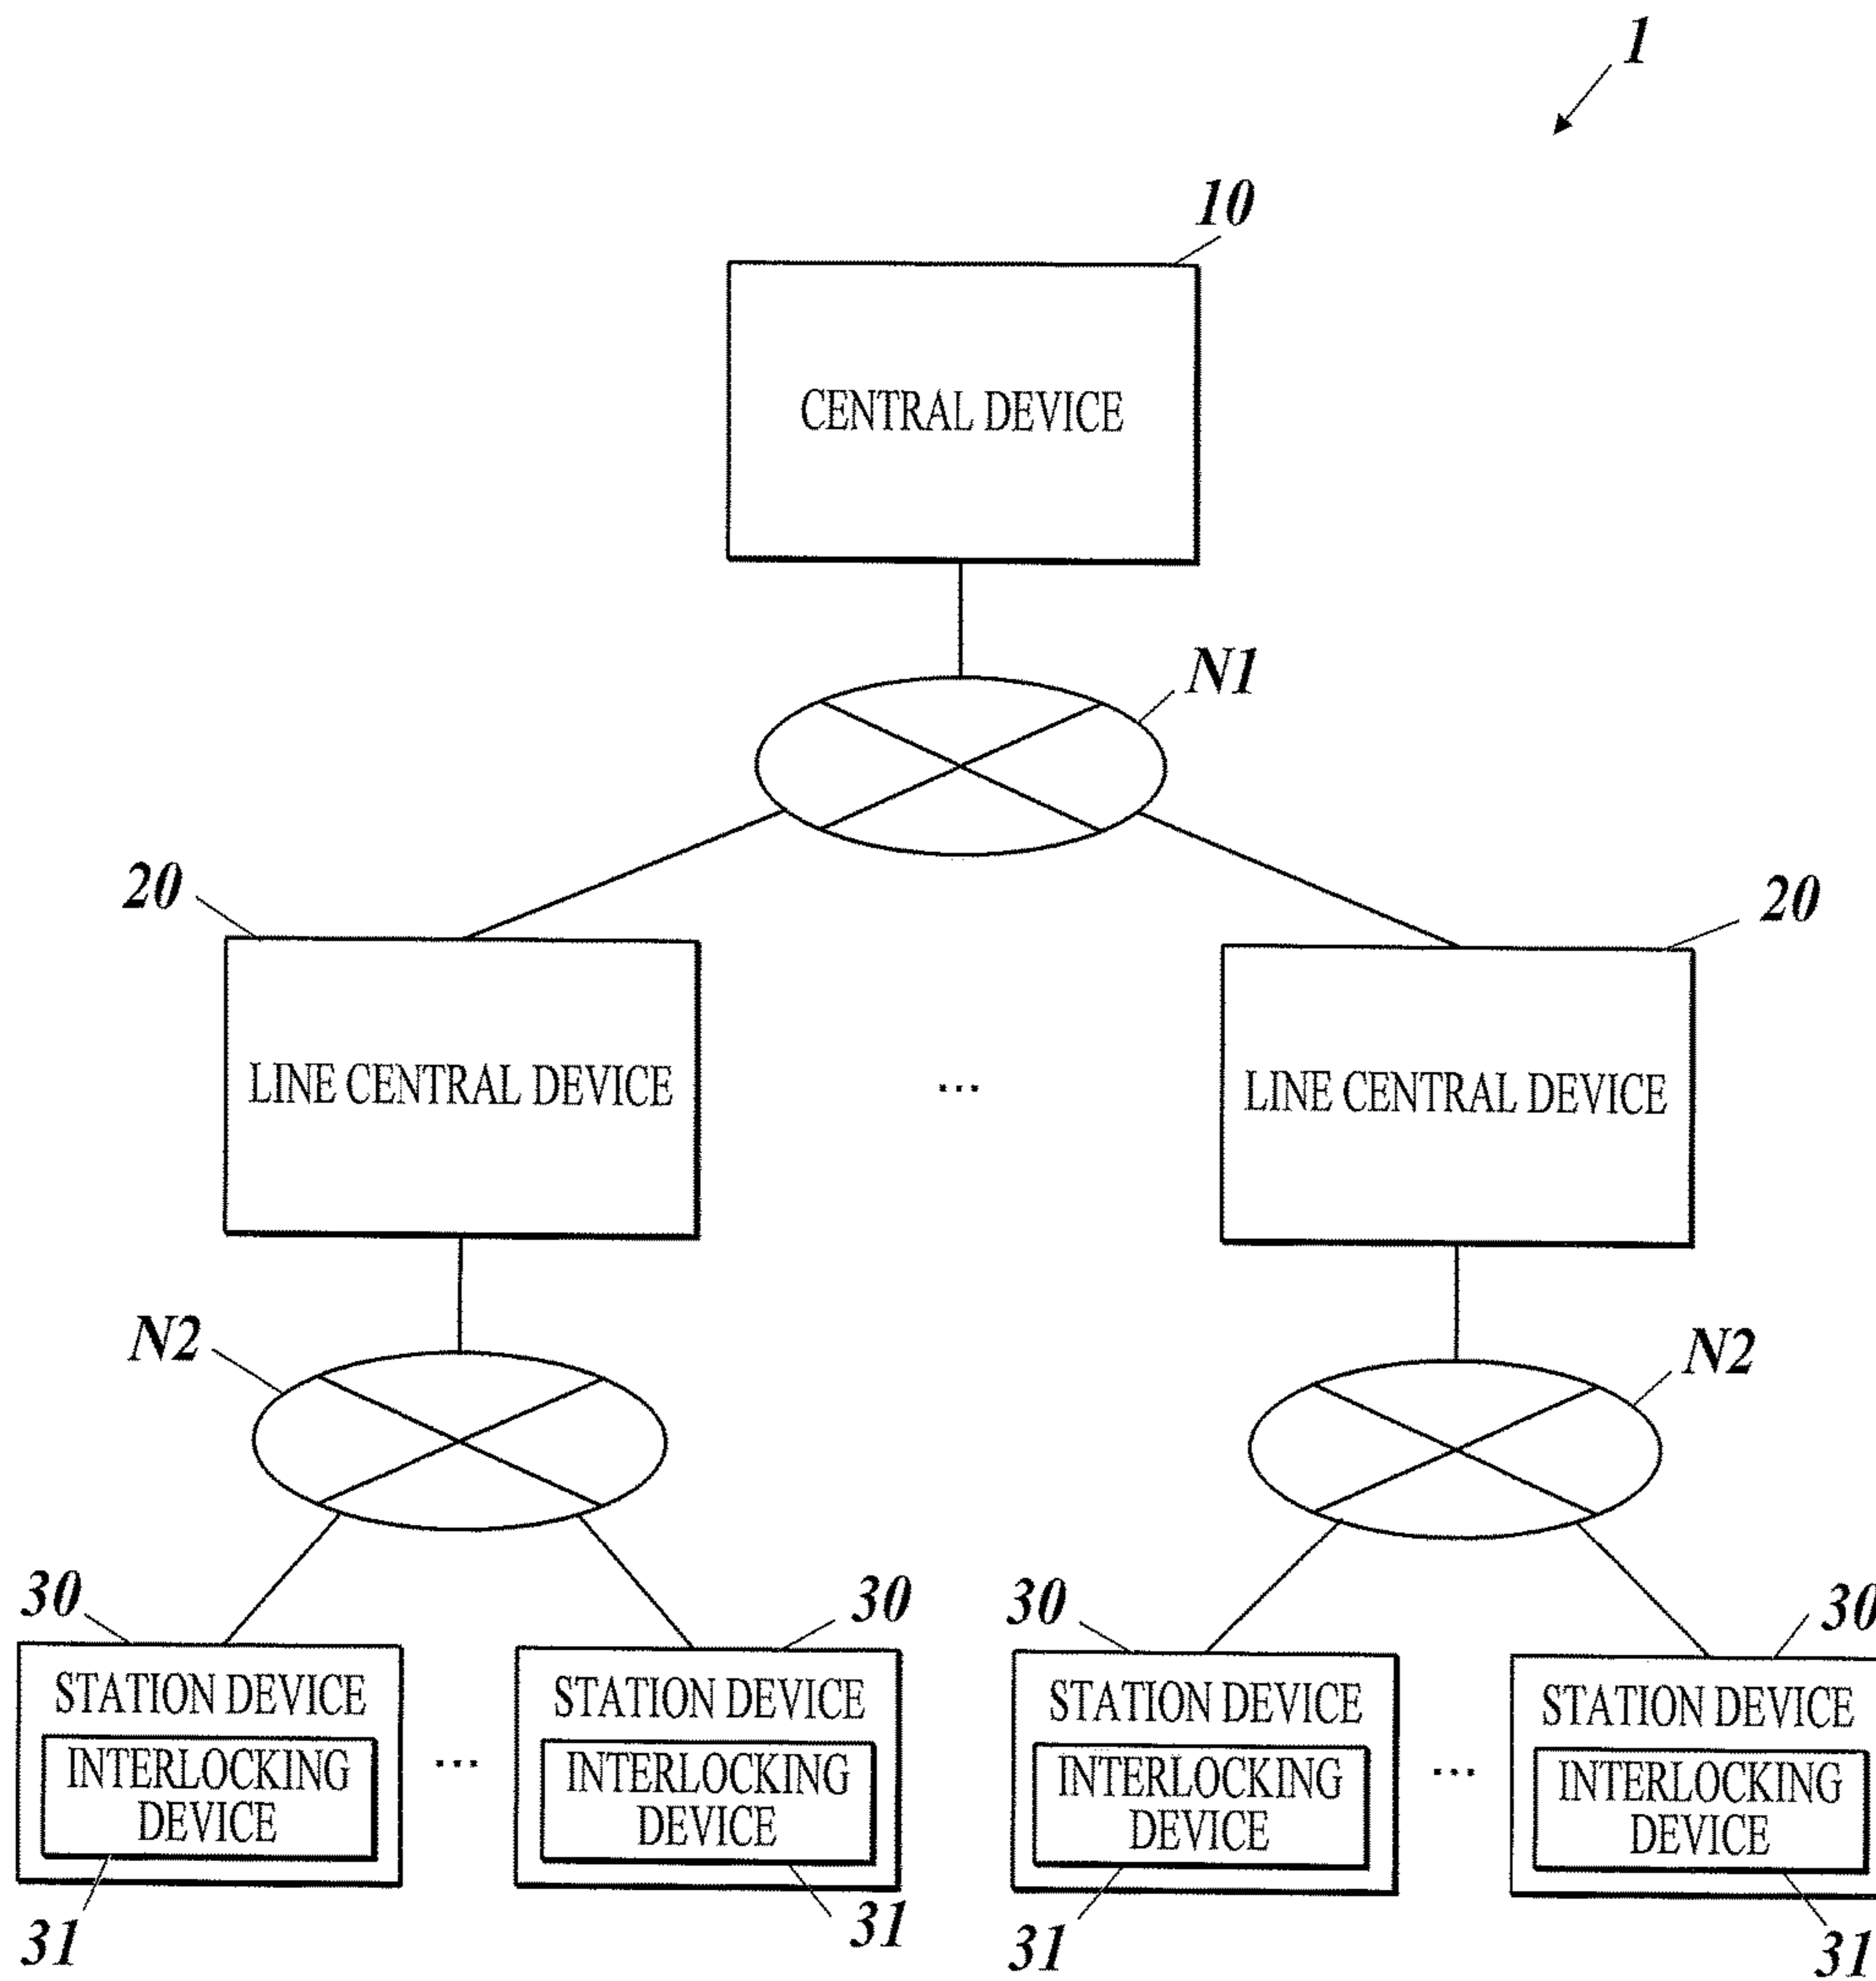 1
10
CENTRAL DEVICE
N1
20
20
LINE CENTRAL DEVICE
...
LINE CENTRAL DEVICE
N2
N2
30
30
30
30
STATION DEVICE
INTERLOCKING
DEVICE
...
STATION DEVICE
INTERLOCKING
DEVICE
STATION DEVICE
INTERLOCKING
DEVICE
...
STATION DEVICE
INTERLOCKING
DEVICE
31
31
31
31